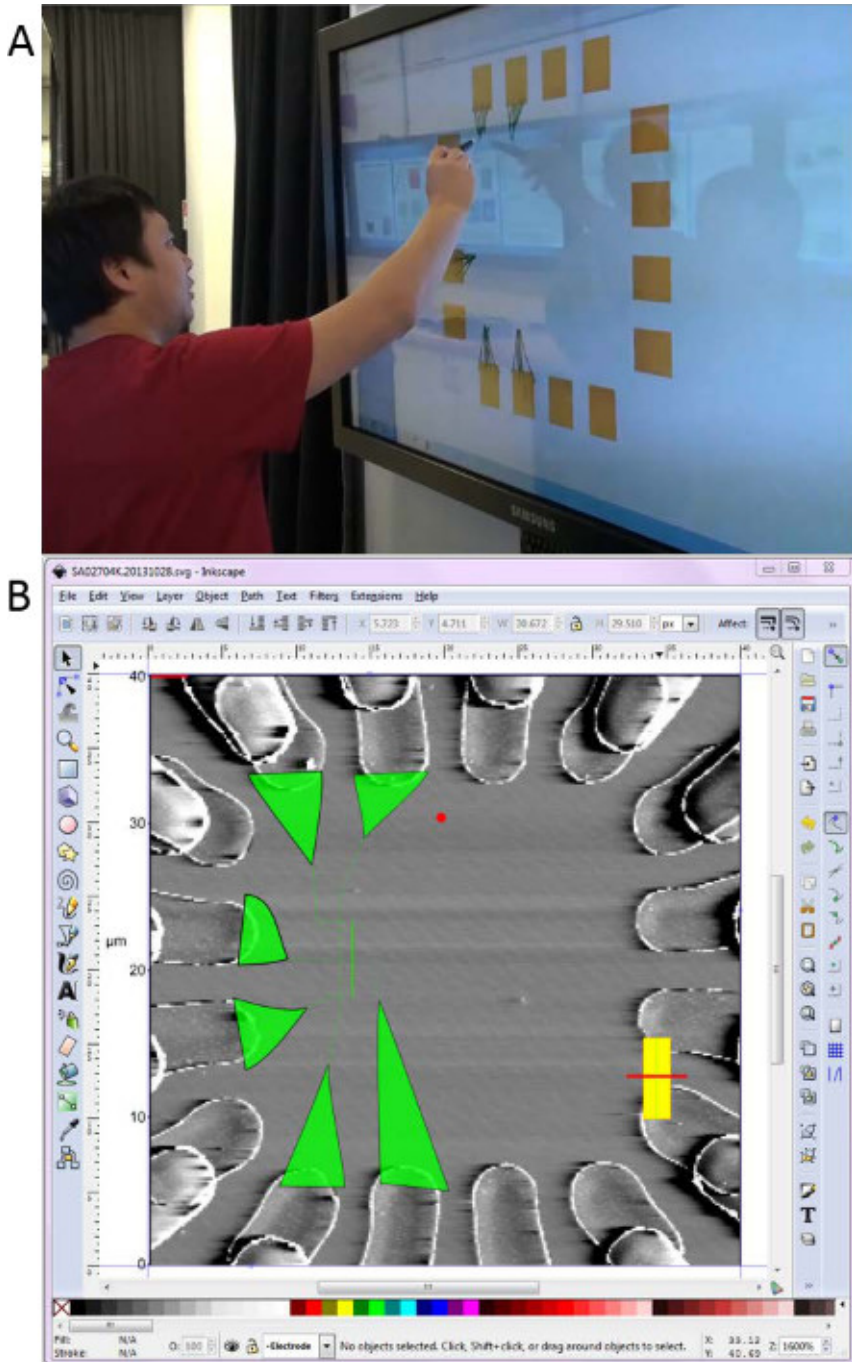 A
SAMSUNG
B
SA02704K.20131028.svg - Inkscape
File Edit View Layer Object Path Text Filters Extensions Help
X 5.723 Y 4.711 W 30.672 H 29.510 px Affect:
40
30
μm
20
10
0
Fill: N/A
Stroke: N/A
O: 100
-Electrode
No objects selected. Click, Shift+click, or drag around objects to select.
X: 33.12
Y: 40.69
Z: 1600%